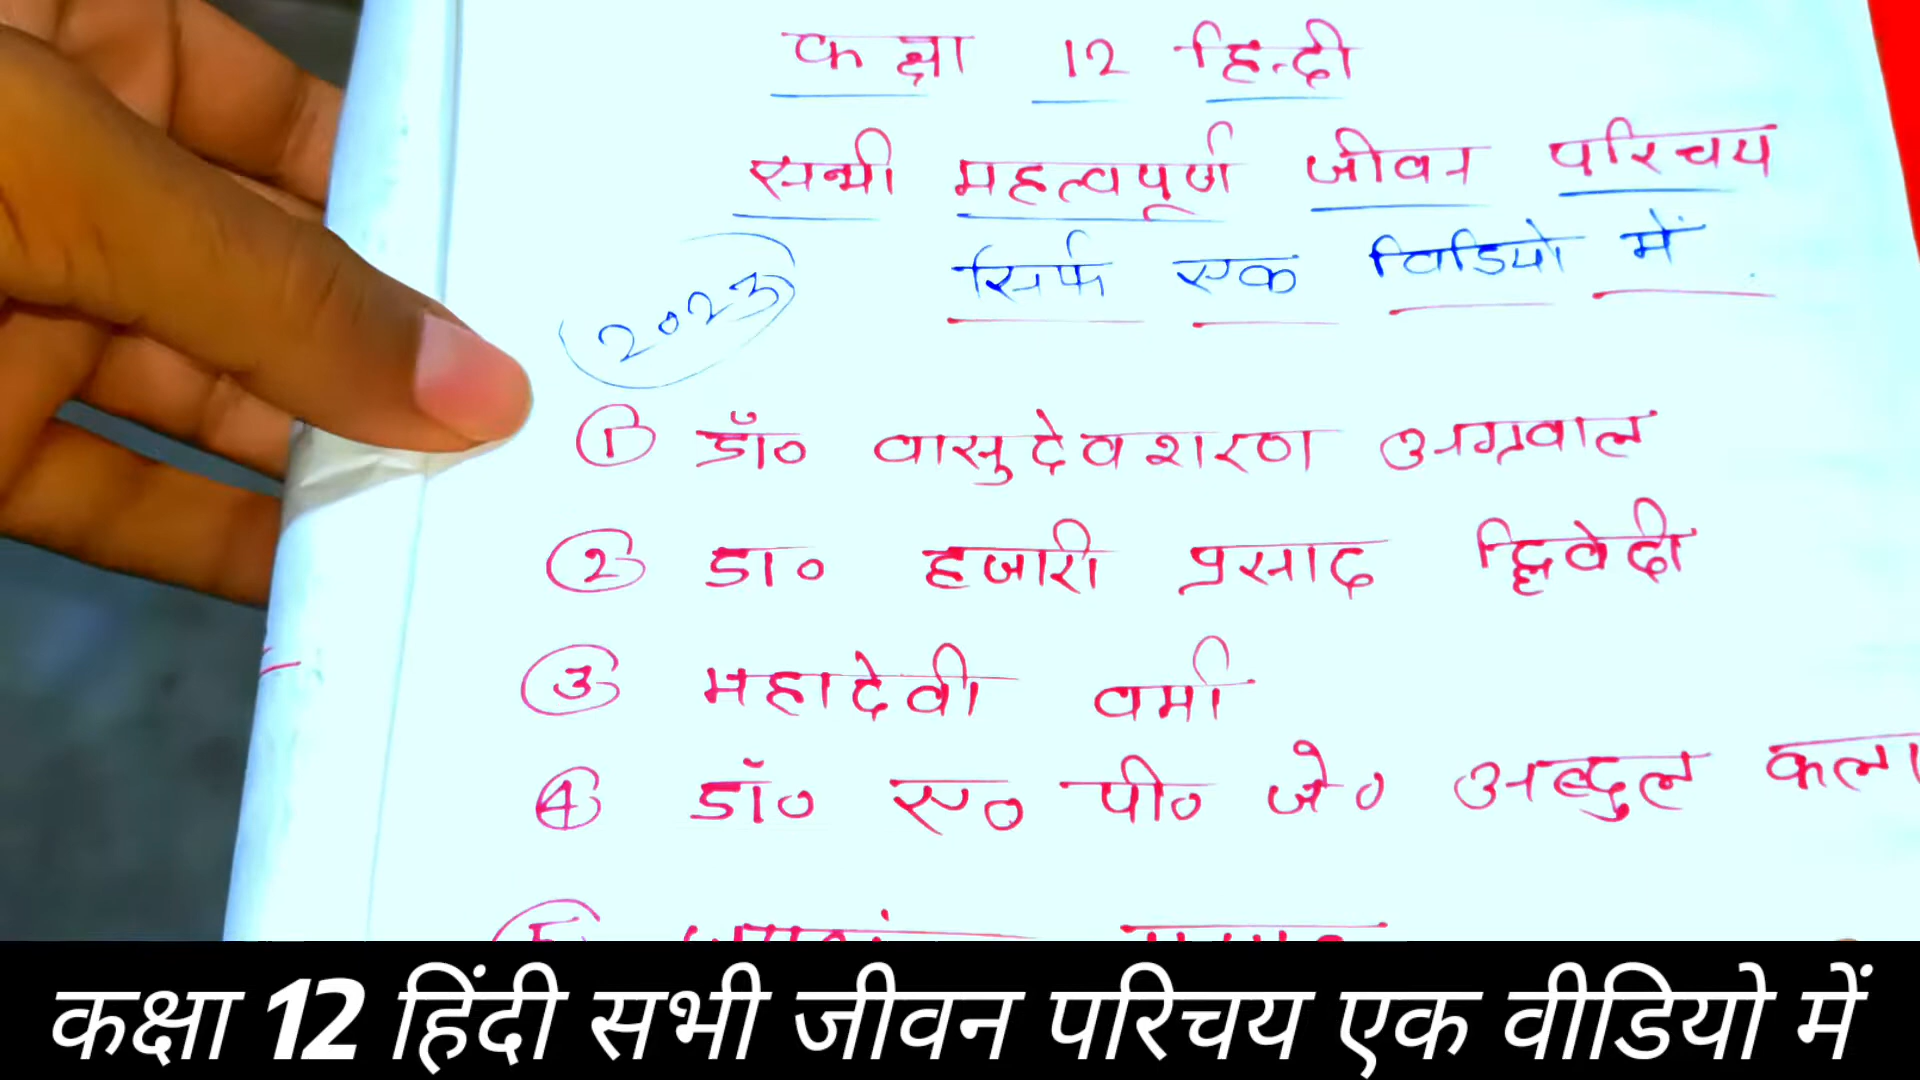 कक्षा 12 हिन्दी
सभी महत्वपूर्ण जीवन परिचय
सिर्फ एक विडियो में
2023
① डॉ० वासुदेवशरण अग्रवाल
② डा० हजारी प्रसाद द्विवेदी
③ महादेवी वर्मा
④ डॉ० ए० पी० जे० अब्दुल कला
कक्षा 12 हिंदी सभी जीवन परिचय एक वीडियो में